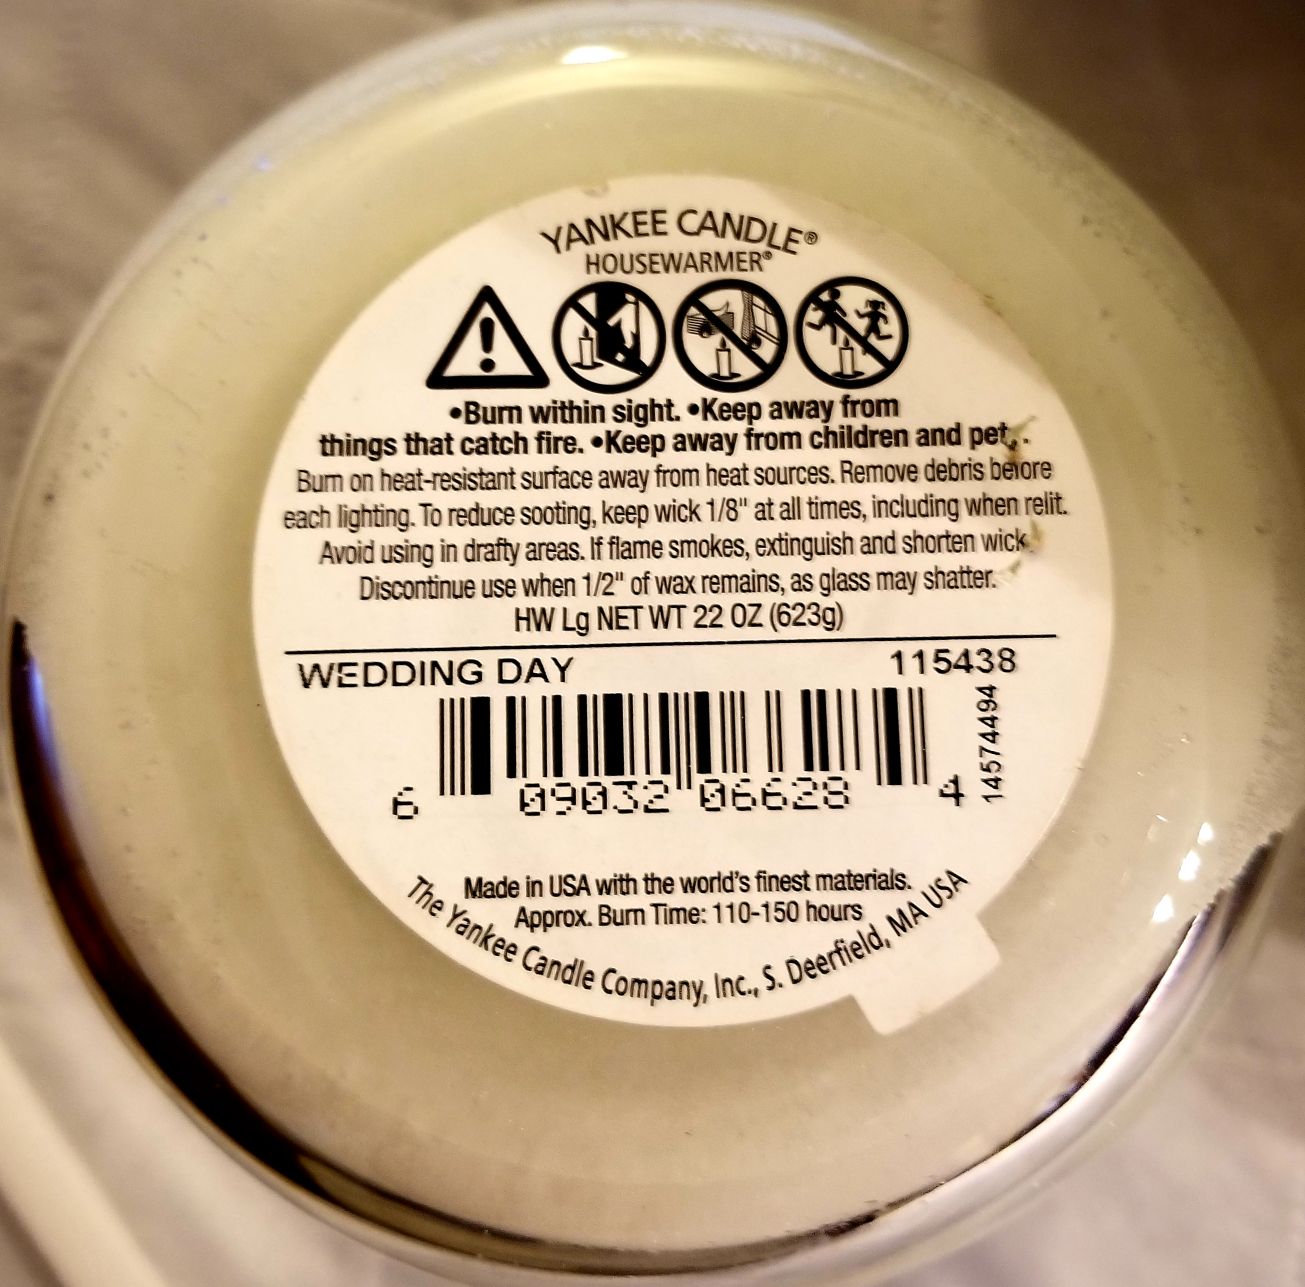 YANKEE CANDLE®
HOUSEWARMER®
•Burn within sight. •Keep away from
things that catch fire. •Keep away from children and pet .
Burn on heat-resistant surface away from heat sources. Remove debris before
each lighting. To reduce sooting, keep wick 1/8" at all times, including when relit.
Avoid using in drafty areas. If flame smokes, extinguish and shorten wick.
Discontinue use when 1/2" of wax remains, as glass may shatter.
HW Lg NET WT 22 OZ (623g)
WEDDING DAY 115438
14574494
6 09032 06628 4
Made in USA with the world's finest materials.
Approx. Burn Time: 110-150 hours
The Yankee Candle Company, Inc., S. Deerfield, MA USA